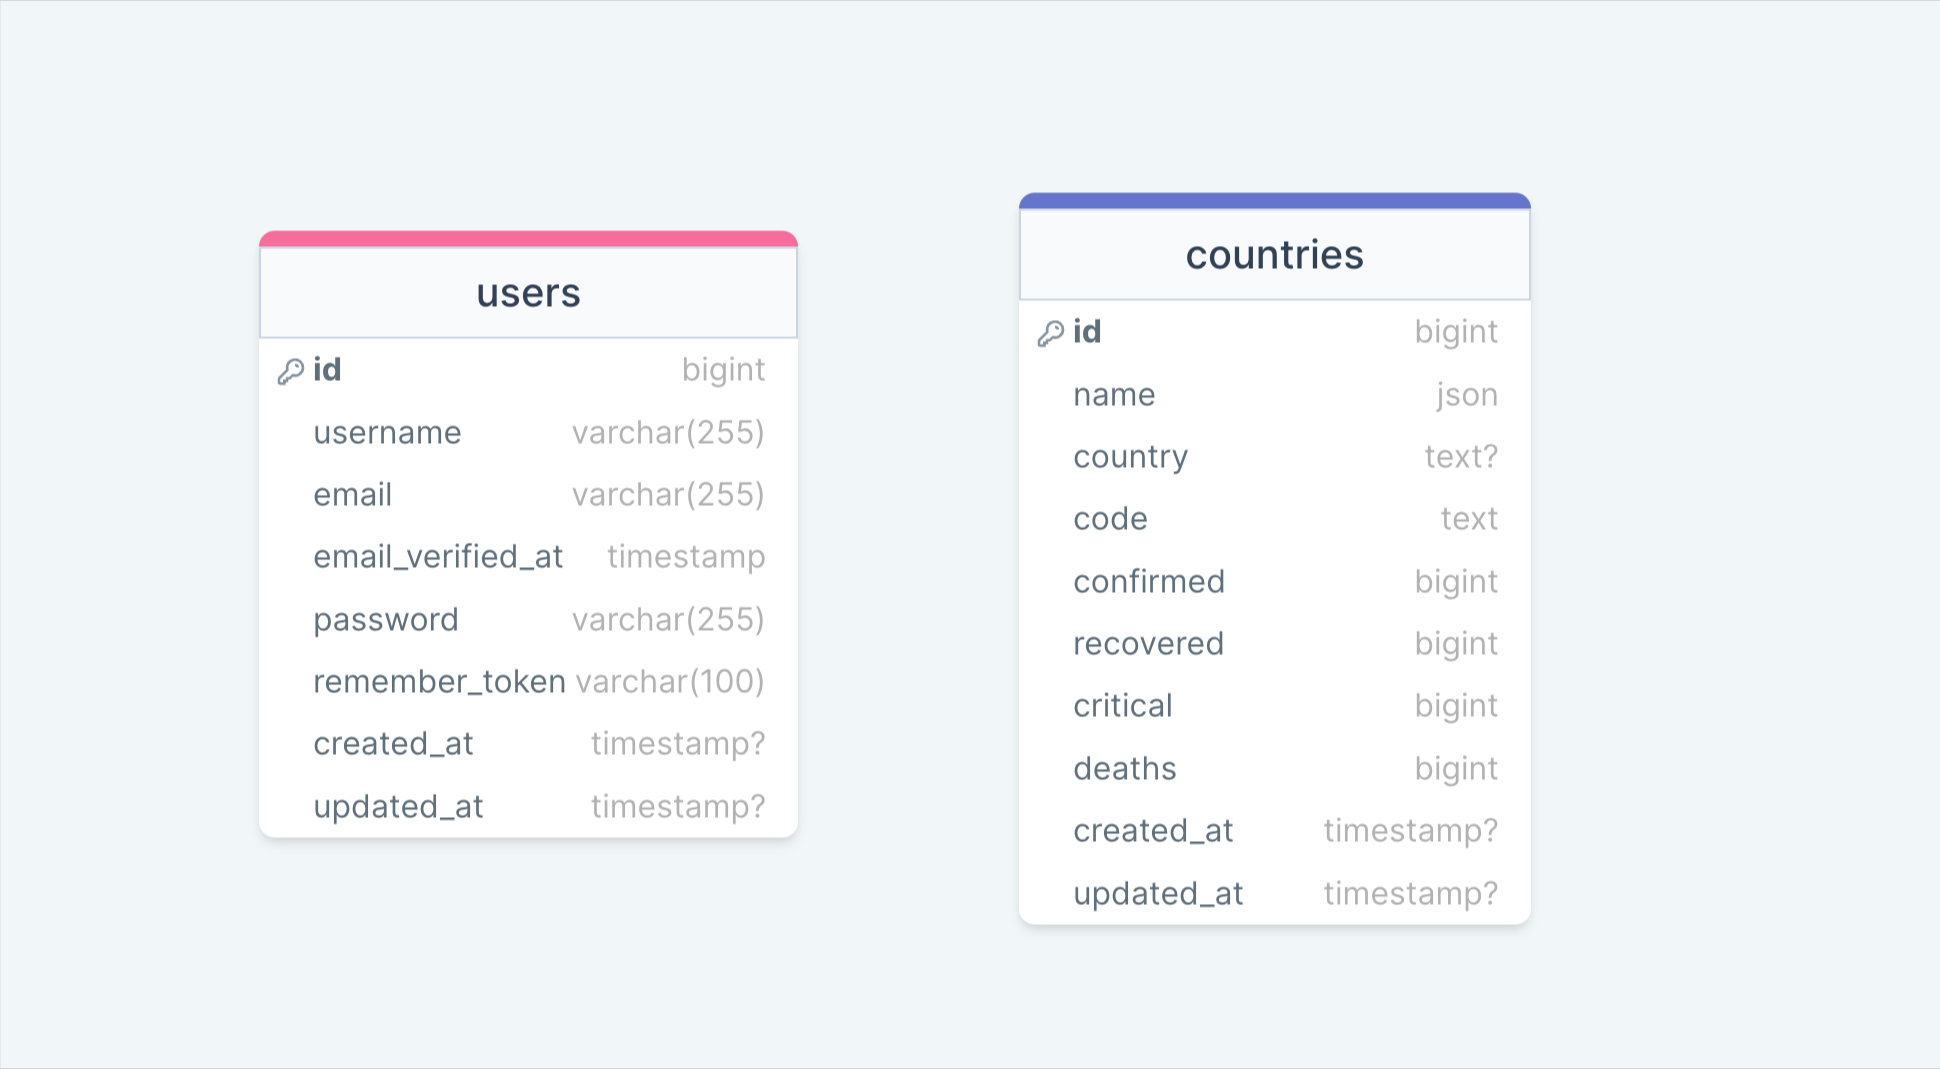 users
id bigint
username varchar(255)
email varchar(255)
email_verified_at timestamp
password varchar(255)
remember_token varchar(100)
created_at timestamp?
updated_at timestamp?
countries
id bigint
name json
country text?
code text
confirmed bigint
recovered bigint
critical bigint
deaths bigint
created_at timestamp?
updated_at timestamp?